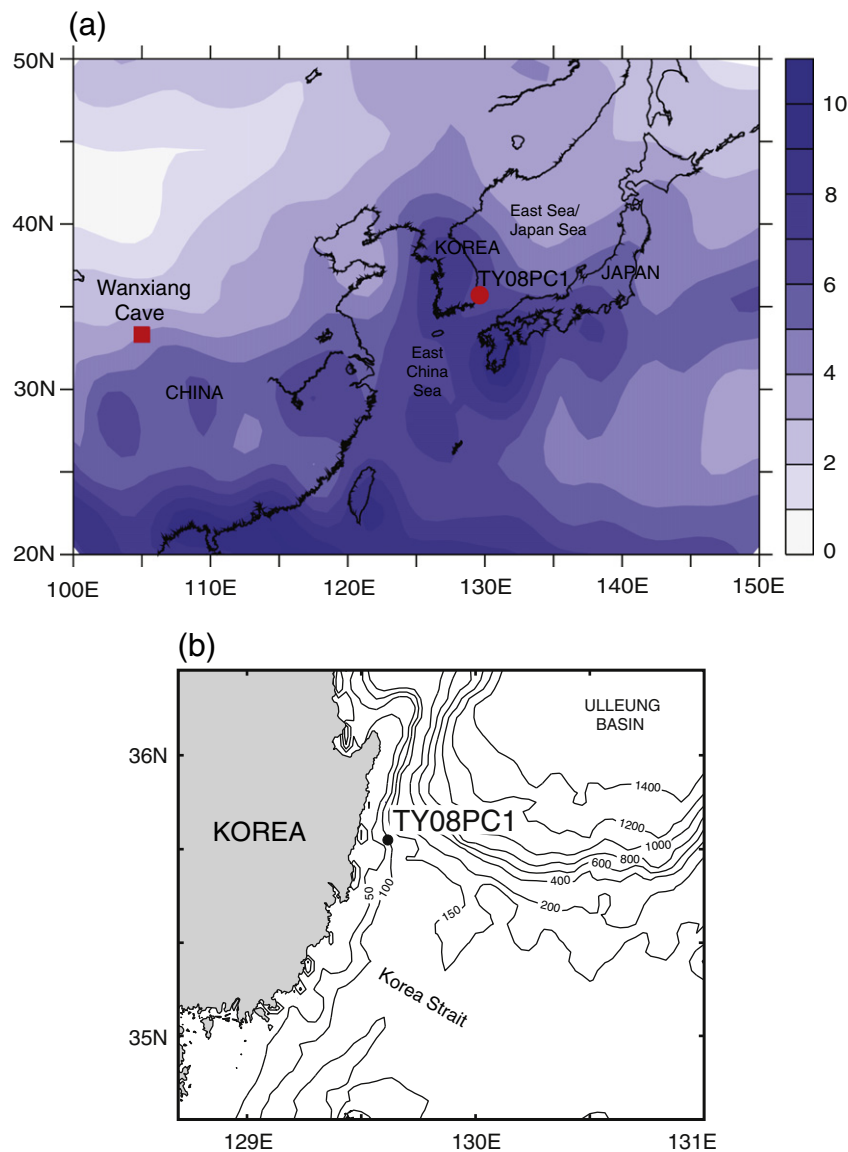 (a)
50N
40N
30N
20N
100E
110E
120E
130E
140E
150E
10
8
6
4
2
0
East Sea/
Japan Sea
KOREA
TY08PC1
JAPAN
Wanxiang
Cave
East
China
Sea
CHINA
(b)
36N
35N
129E
130E
131E
ULLEUNG
BASIN
1400
1200
1000
800
600
400
200
150
100
50
KOREA
TY08PC1
Korea Strait